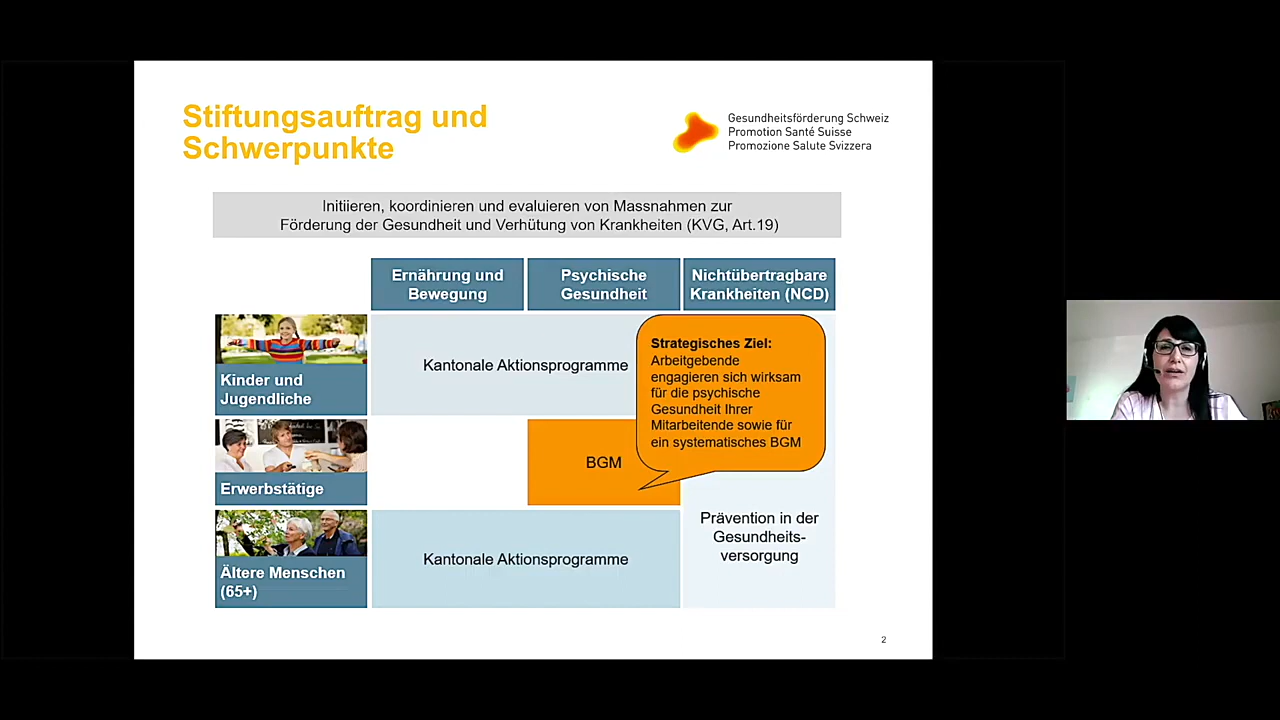 Stiftungsauftrag und
Schwerpunkte
Gesundheitsförderung Schweiz
Promotion Santé Suisse
Promozione Salute Svizzera
Initiieren, koordinieren und evaluieren von Massnahmen zur
Förderung der Gesundheit und Verhütung von Krankheiten (KVG, Art.19)
Ernährung und
Bewegung
Psychische
Gesundheit
Nichtübertragbare
Krankheiten (NCD)
Kinder und
Jugendliche
Kantonale Aktionsprogramme
Strategisches Ziel:
Arbeitgebende
engagieren sich wirksam
für die psychische
Gesundheit Ihrer
Mitarbeitende sowie für
ein systematisches BGM
Erwerbstätige
BGM
Prävention in der
Gesundheits-
versorgung
Ältere Menschen
(65+)
Kantonale Aktionsprogramme
2